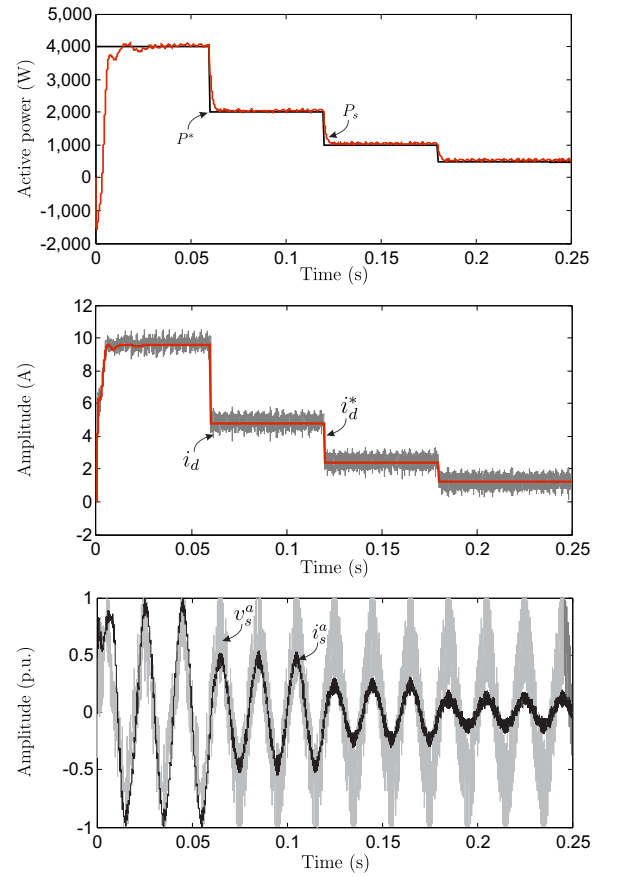 Active power (W)
5,000
4,000
3,000
2,000
1,000
0
-1,000
-2,000
P*
P_s
0 0.05 0.1 0.15 0.2 0.25
Time (s)
Amplitude (A)
12
10
8
6
4
2
0
-2
i_d
i_d^*
0 0.05 0.1 0.15 0.2 0.25
Time (s)
Amplitude (p.u.)
1
0.5
0
-0.5
-1
v_s^a
i_s^a
0 0.05 0.1 0.15 0.2 0.25
Time (s)